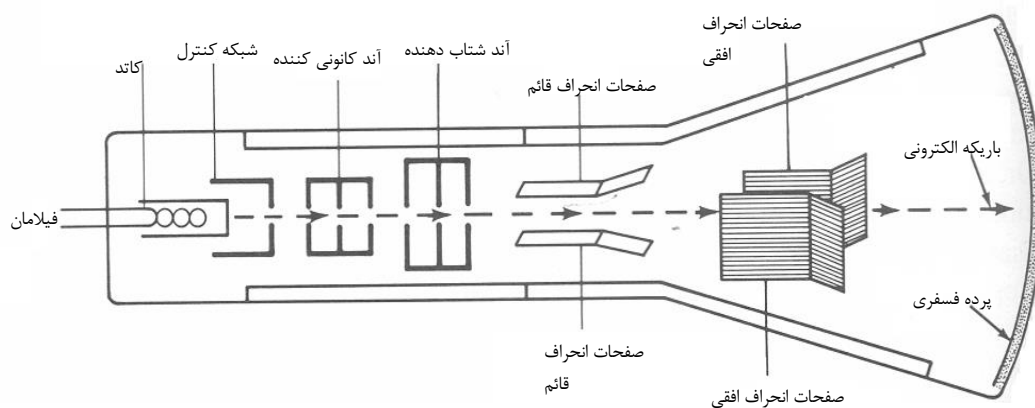 صفحات انحراف
افقی
آند شتاب دهنده
آند کانونی کننده
شبکه کنترل
کاتد
صفحات انحراف قائم
باریکه الکترونی
فیلامان
پرده فسفری
صفحات انحراف
قائم
صفحات انحراف افقی